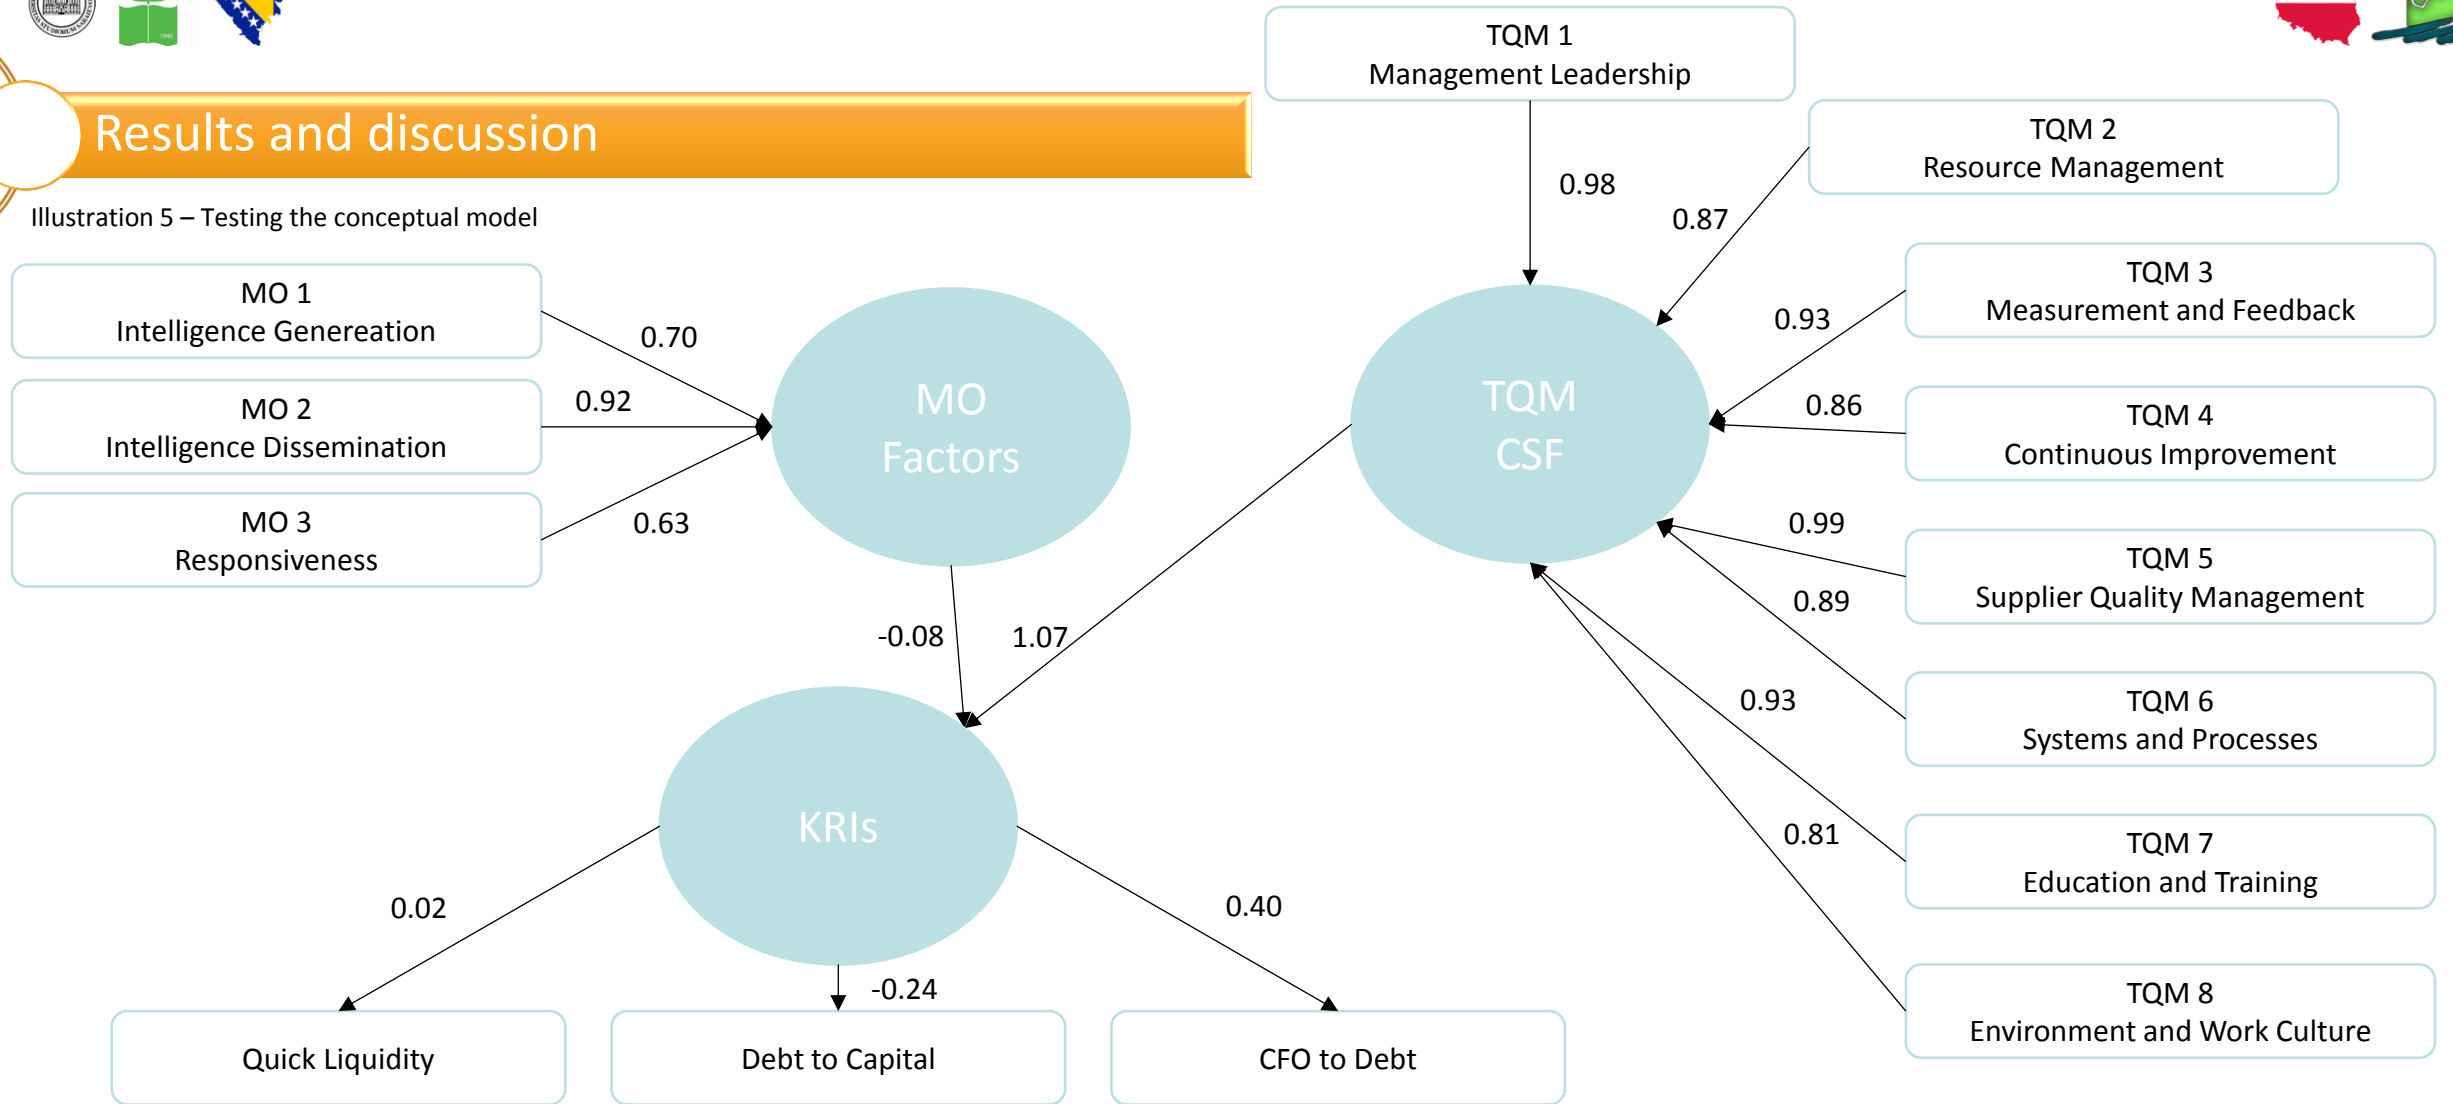 Results and discussion
Illustration 5 – Testing the conceptual model
MO 1
Intelligence Genereation
MO 2
Intelligence Dissemination
MO 3
Responsiveness
0.70
0.92
0.63
MO
Factors
TQM
CSF
TQM 1
Management Leadership
TQM 2
Resource Management
TQM 3
Measurement and Feedback
TQM 4
Continuous Improvement
TQM 5
Supplier Quality Management
TQM 6
Systems and Processes
TQM 7
Education and Training
TQM 8
Environment and Work Culture
0.98
0.87
0.93
0.86
0.99
0.89
0.93
0.81
-0.08
1.07
KRIs
0.02
-0.24
0.40
Quick Liquidity
Debt to Capital
CFO to Debt